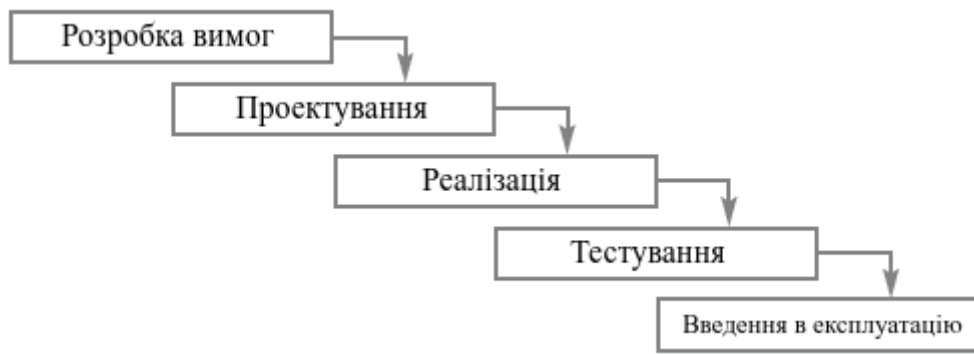 Розробка вимог
Проектування
Реалізація
Тестування
Введення в експлуатацію